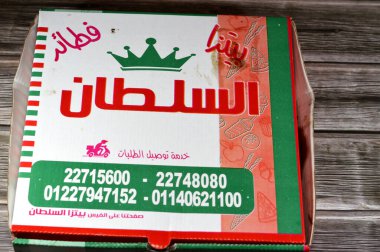 بيتزا فطائر
السلطان
خدمة توصيل الطلبات
22715600 - 22748080
01227947152 - 01140621100
صفحتنا على الفيس بيتزا السلطان